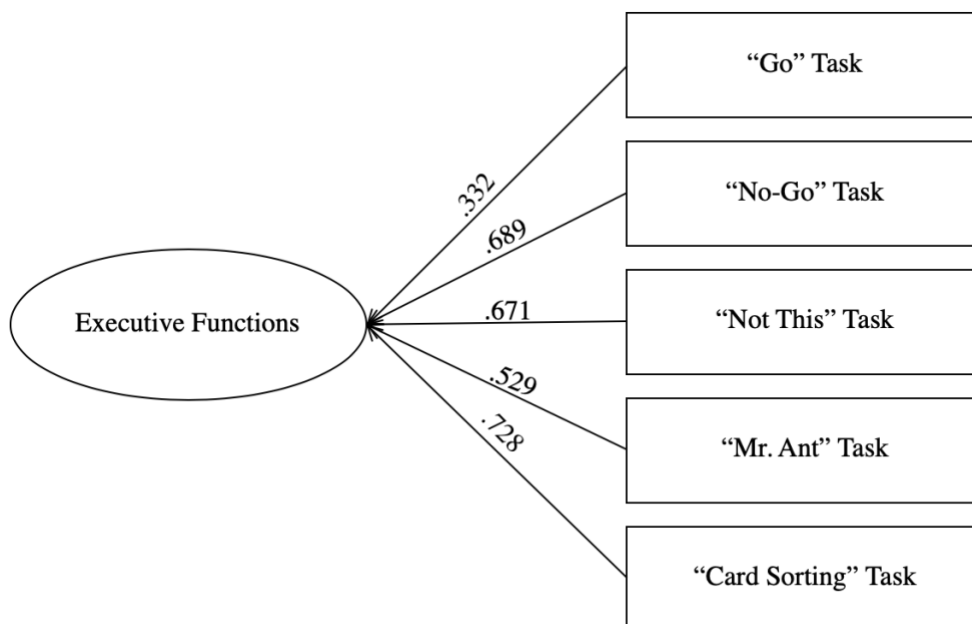 “Go” Task
.332
“No-Go” Task
.689
Executive Functions
.671
“Not This” Task
.529
“Mr. Ant” Task
.728
“Card Sorting” Task